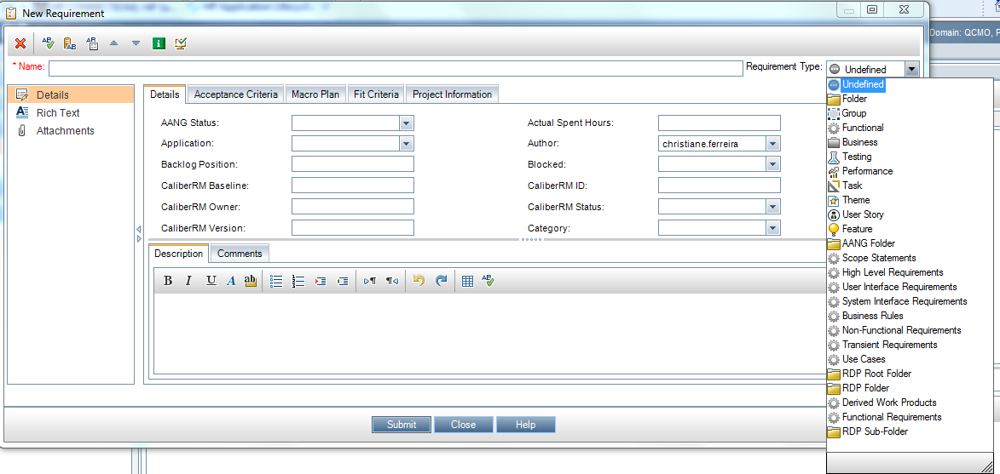 New Requirement
Domain: QCMO, P
* Name:
Requirement Type:
Undefined
Details
Rich Text
Attachments
Details
Acceptance Criteria
Macro Plan
Fit Criteria
Project Information
AANG Status:
Actual Spent Hours:
Application:
Author:
christiane.ferreira
Backlog Position:
Blocked:
CaliberRM Baseline:
CaliberRM ID:
CaliberRM Owner:
CaliberRM Status:
CaliberRM Version:
Category:
Description
Comments
B I U A ab
Submit
Close
Help
Undefined
Folder
Group
Functional
Business
Testing
Performance
Task
Theme
User Story
Feature
AANG Folder
Scope Statements
High Level Requirements
User Interface Requirements
System Interface Requirements
Business Rules
Non-Functional Requirements
Transient Requirements
Use Cases
RDP Root Folder
RDP Folder
Derived Work Products
Functional Requirements
RDP Sub-Folder